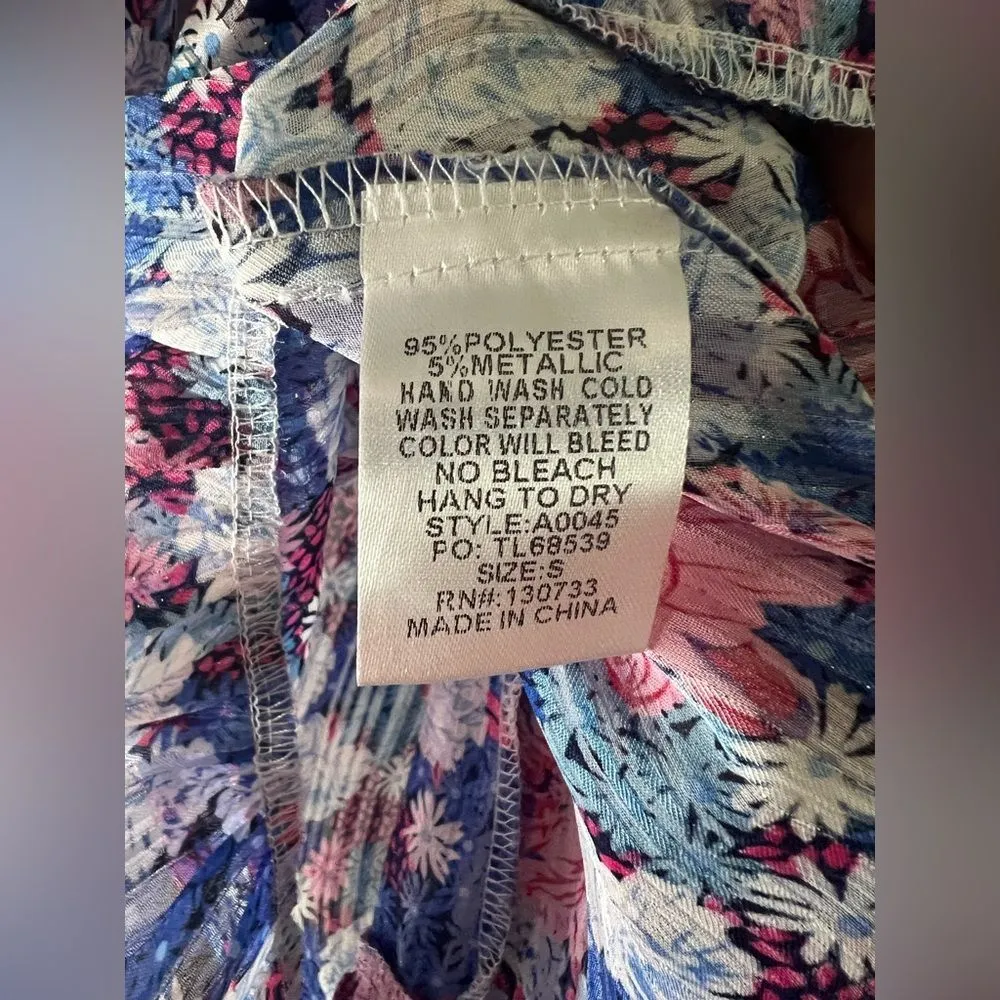 95%POLYESTER
5%METALLIC
HAND WASH COLD
WASH SEPARATELY
COLOR WILL BLEED
NO BLEACH
HANG TO DRY
STYLE:A0045
PO: TL68539
SIZE:S
RN#:130733
MADE IN CHINA